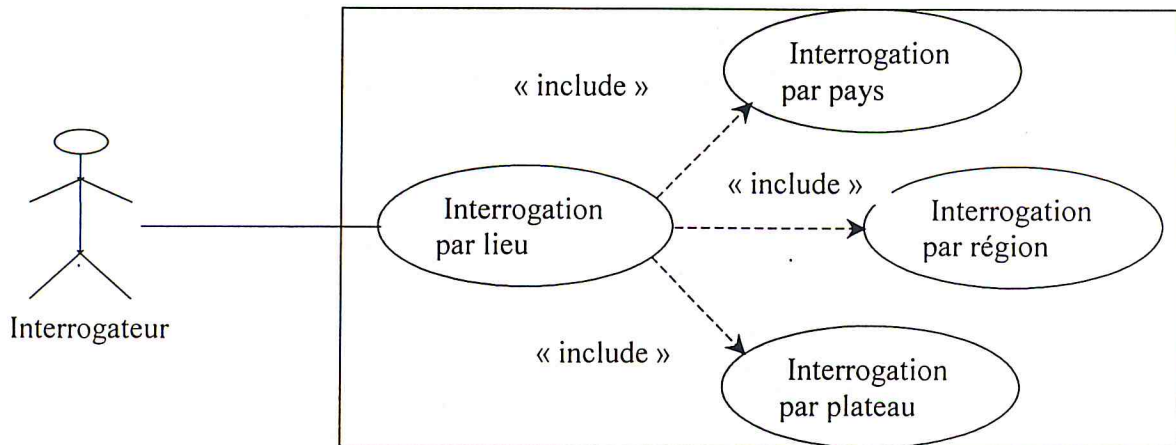 Interrogation
par pays
« include »
« include »
Interrogation
par lieu
Interrogation
par région
Interrogateur
« include »
Interrogation
par plateau